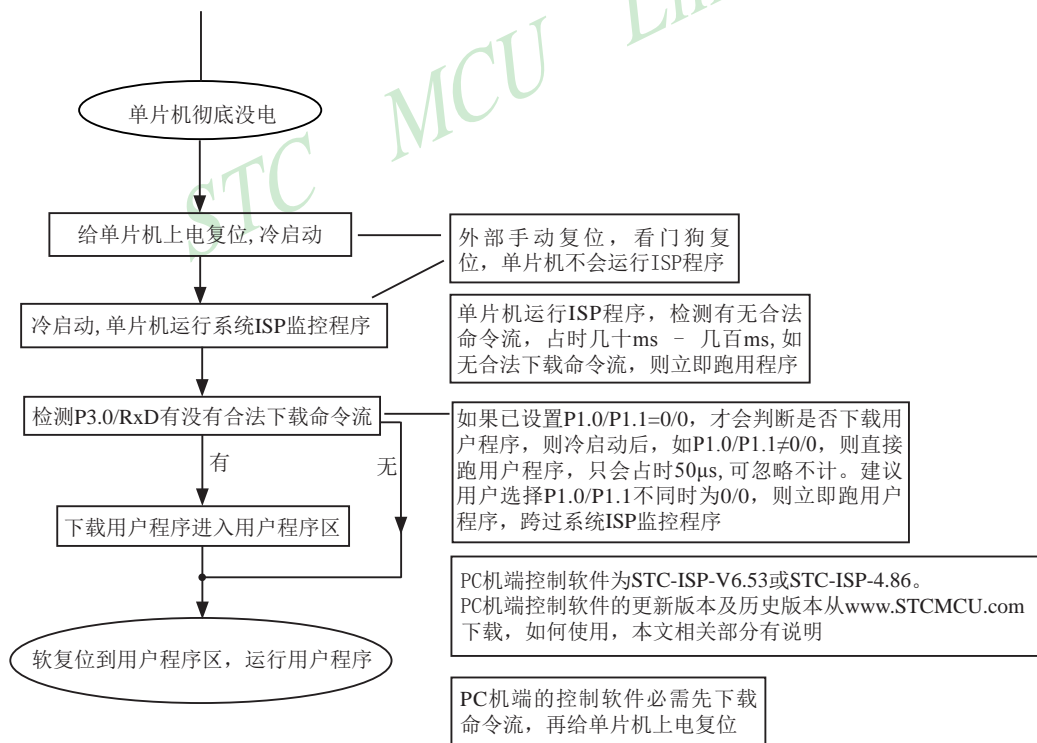 STC MCU Lim
单片机彻底没电
给单片机上电复位,冷启动
外部手动复位，看门狗复
位，单片机不会运行ISP程序
冷启动,单片机运行系统ISP监控程序
单片机运行ISP程序，检测有无合法
命令流，占时几十ms － 几百ms,如
无合法下载命令流，则立即跑用程序
检测P3.0/RxD有没有合法下载命令流
如果已设置P1.0/P1.1=0/0，才会判断是否下载用
户程序，则冷启动后，如P1.0/P1.1≠0/0，则直接
跑用户程序，只会占时50μs,可忽略不计。建议
用户选择P1.0/P1.1不同时为0/0，则立即跑用户
程序，跨过系统ISP监控程序
有
无
下载用户程序进入用户程序区
PC机端控制软件为STC-ISP-V6.53或STC-ISP-4.86。
PC机端控制软件的更新版本及历史版本从www.STCMCU.com
下载，如何使用，本文相关部分有说明
软复位到用户程序区，运行用户程序
PC机端的控制软件必需先下载
命令流，再给单片机上电复位